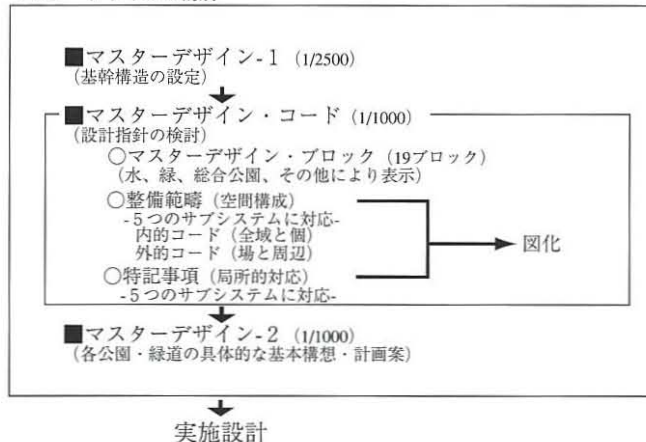 ■マスターデザイン-1 (1/2500)
(基幹構造の設定)
■マスターデザイン・コード (1/1000)
(設計指針の検討)
○マスターデザイン・ブロック (19ブロック)
(水、緑、総合公園、その他により表示)
○整備範疇 (空間構成)
-5つのサブシステムに対応-
内的コード (全域と個)
外的コード (場と周辺)
図化
○特記事項 (局所的対応)
-5つのサブシステムに対応-
■マスターデザイン-2 (1/1000)
(各公園・緑道の具体的な基本構想・計画案)
実施設計